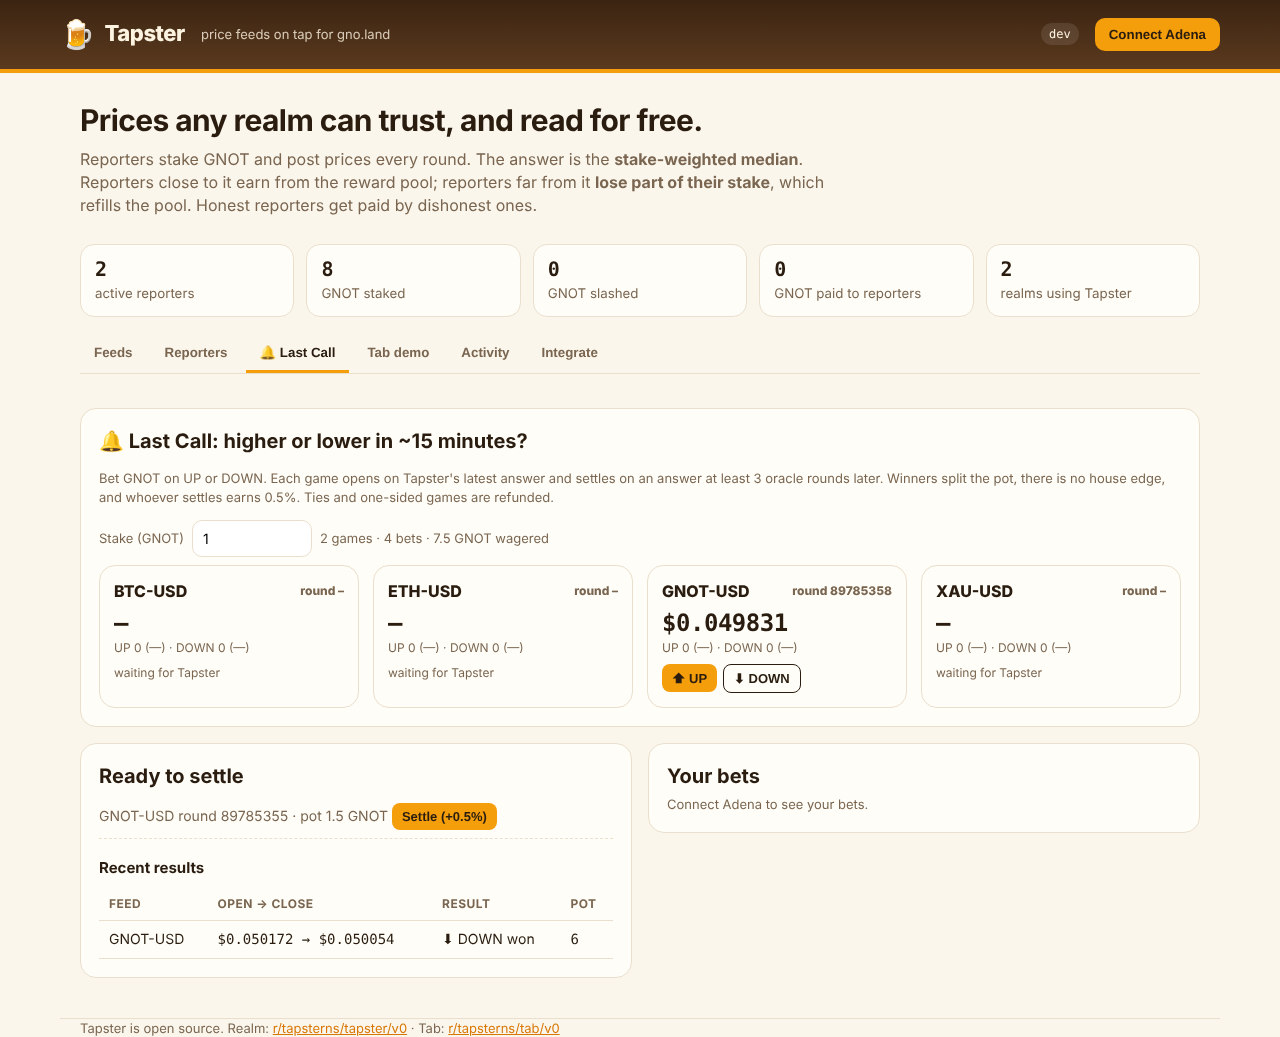 Tapster price feeds on tap for gno.land dev Connect Adena
Prices any realm can trust, and read for free.
Reporters stake GNOT and post prices every round. The answer is the stake-weighted median.
Reporters close to it earn from the reward pool; reporters far from it lose part of their stake, which
refills the pool. Honest reporters get paid by dishonest ones.
2
active reporters
8
GNOT staked
0
GNOT slashed
0
GNOT paid to reporters
2
realms using Tapster
Feeds Reporters 🔔 Last Call Tab demo Activity Integrate
🔔 Last Call: higher or lower in ~15 minutes?
Bet GNOT on UP or DOWN. Each game opens on Tapster's latest answer and settles on an answer at least 3 oracle rounds later. Winners split the pot, there is no house edge,
and whoever settles earns 0.5%. Ties and one-sided games are refunded.
Stake (GNOT) 1 2 games · 4 bets · 7.5 GNOT wagered
BTC-USD round –
—
UP 0 (—) · DOWN 0 (—)
waiting for Tapster
ETH-USD round –
—
UP 0 (—) · DOWN 0 (—)
waiting for Tapster
GNOT-USD round 89785358
$0.049831
UP 0 (—) · DOWN 0 (—)
⬆ UP ⬇ DOWN
XAU-USD round –
—
UP 0 (—) · DOWN 0 (—)
waiting for Tapster
Ready to settle
GNOT-USD round 89785355 · pot 1.5 GNOT Settle (+0.5%)
Recent results
FEED OPEN → CLOSE RESULT POT
GNOT-USD $0.050172 → $0.050054 ⬇ DOWN won 6
Your bets
Connect Adena to see your bets.
Tapster is open source. Realm: r/tapsterns/tapster/v0 · Tab: r/tapsterns/tab/v0